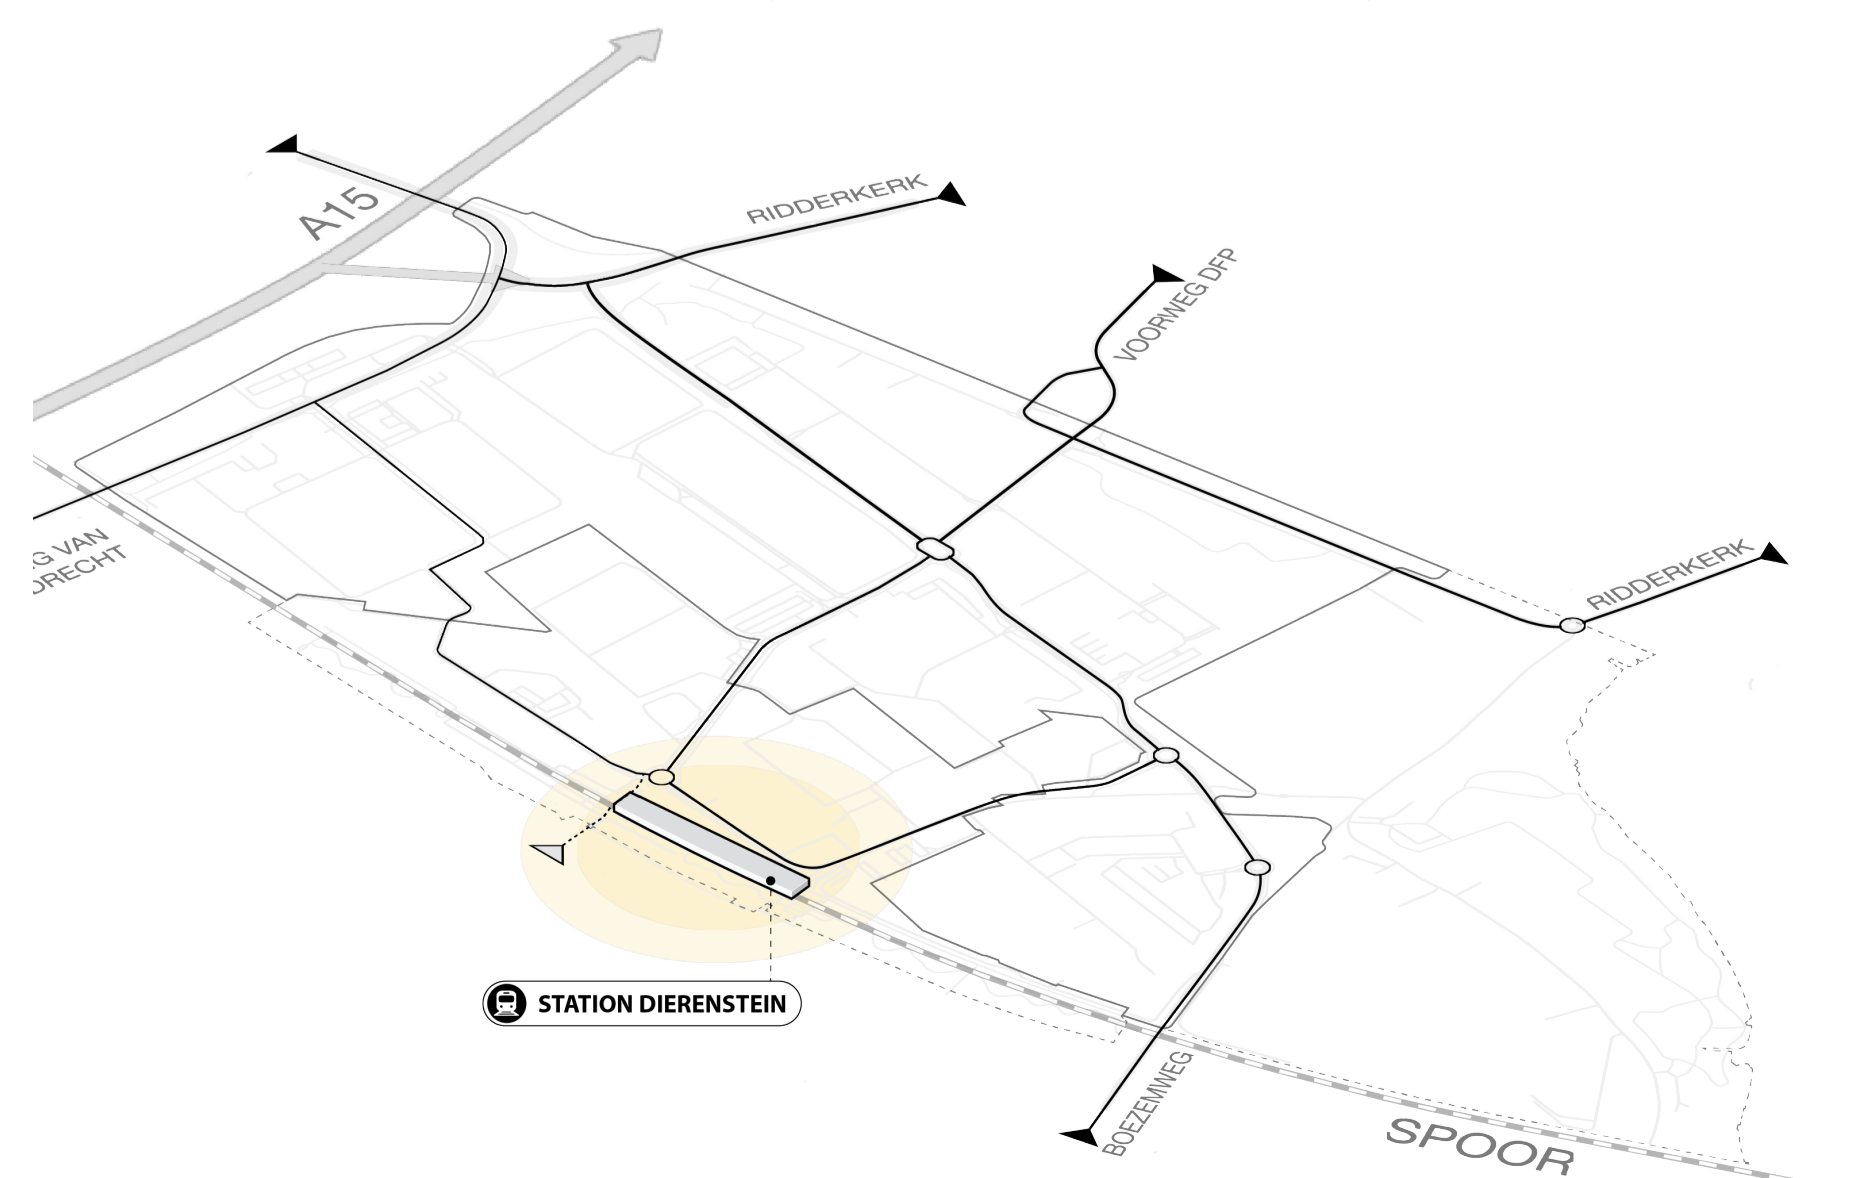 A15
RIDDERKERK
VOORWEG DFP
G VAN
DRECHT
RIDDERKERK
STATION DIERENSTEIN
BOEZEMWEG
SPOOR